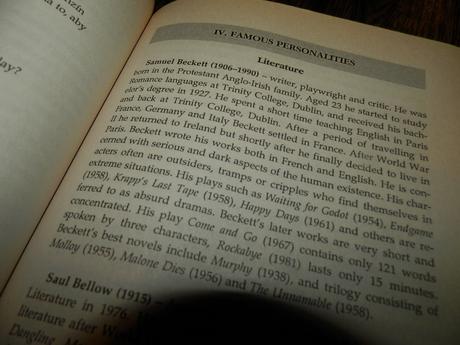 zin
to, aby
lay?
IV. FAMOUS PERSONALITIES
Literature
Samuel Beckett (1906–1990) – writer, playwright and critic. He was
born in the Protestant Anglo-Irish family. Aged 23 he started to study
Romance languages at Trinity College, Dublin, and received his bach-
elor's degree in 1927. He spent a short time teaching English in Paris
and back at Trinity College, Dublin. After a period of travelling in
France, Germany and Italy Beckett settled in France. After World War
II he returned to Ireland but shortly after he finally decided to live in
Paris. Beckett wrote his works both in French and English. He is con-
cerned with serious and dark aspects of the human existence. His char-
acters often are outsiders, tramps or cripples who find themselves in
extreme situations. His plays such as Waiting for Godot (1954), Endgame
(1958), Krapp's Last Tape (1958), Happy Days (1961) and others are re-
ferred to as absurd dramas. Beckett's later works are very short and
concentrated. His play Come and Go (1967) contains only 121 words
spoken by three characters, Rockabye (1981) lasts only 15 minutes.
Beckett's best novels include Murphy (1938), and trilogy consisting of
Molloy (1955), Malone Dies (1956) and The Unnamable (1958).
Saul Bellow (1915) –
Literature in 1976.
literature after
Dangling